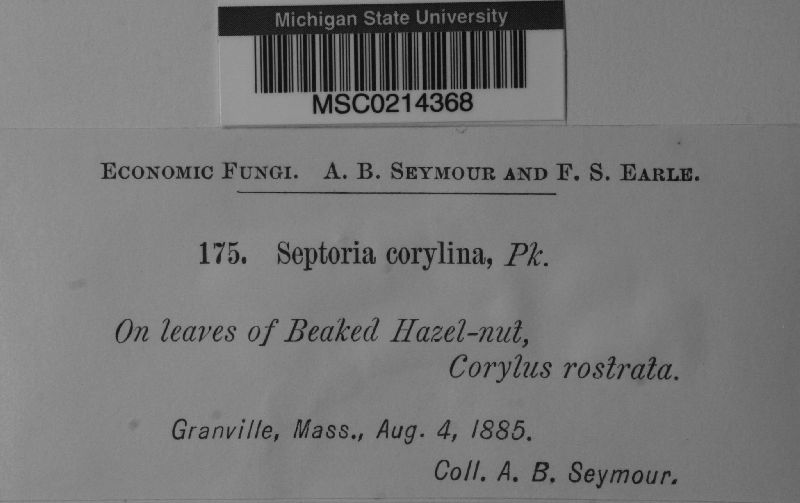 Michigan State University
MSC0214368
Economic Fungi. A. B. Seymour and F. S. Earle.
175. Septoria corylina, Pk.
On leaves of Beaked Hazel-nut,
Corylus rostrata.
Granville, Mass., Aug. 4, 1885.
Coll. A. B. Seymour.